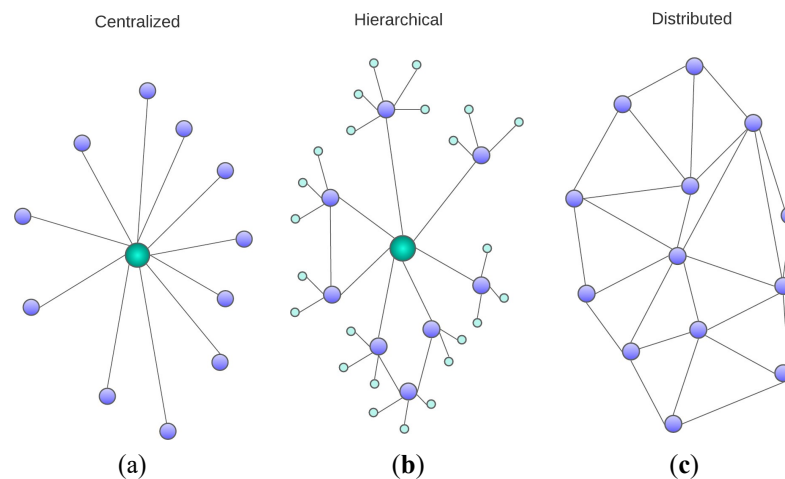 Centralized
Hierarchical
Distributed
(a)
(b)
(c)